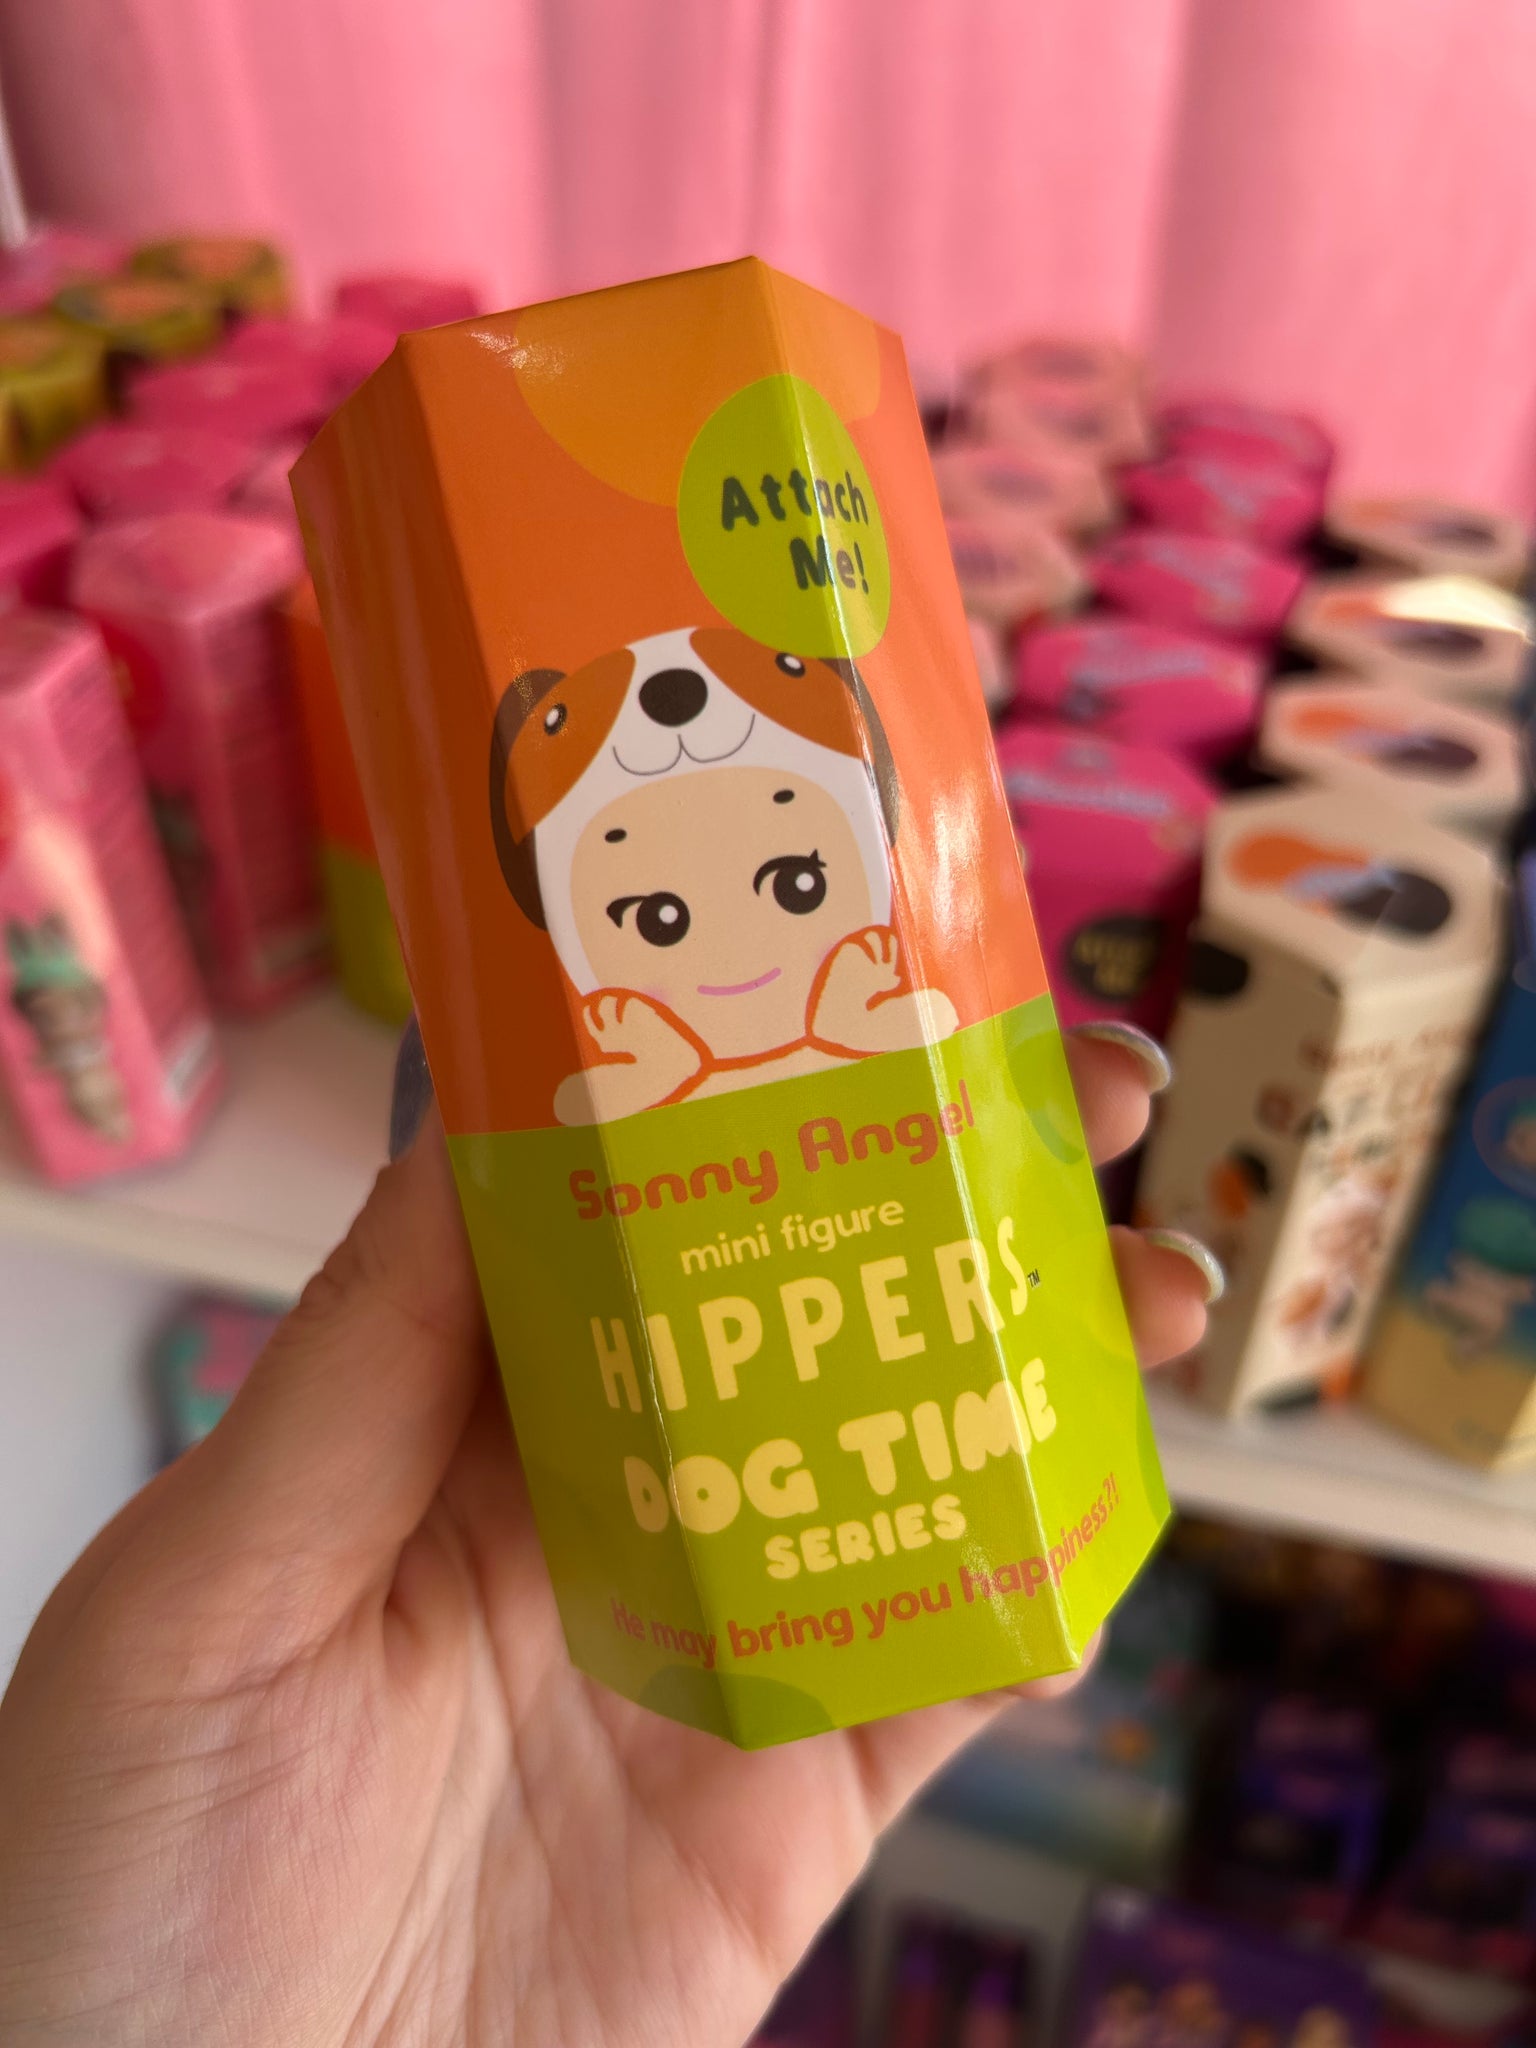 Attach
Me!
Sonny Angel
mini figure
HIPPERS™
DOG TIME
SERIES
He may bring you happiness?!